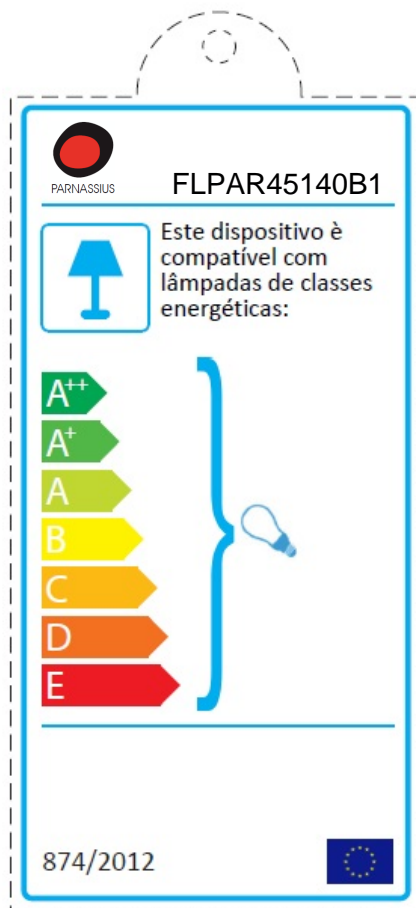 PARNASSIUS
FLPAR45140B1
Este dispositivo è
compatível com
lâmpadas de classes
energéticas:
A++
A+
A
B
C
D
E
874/2012